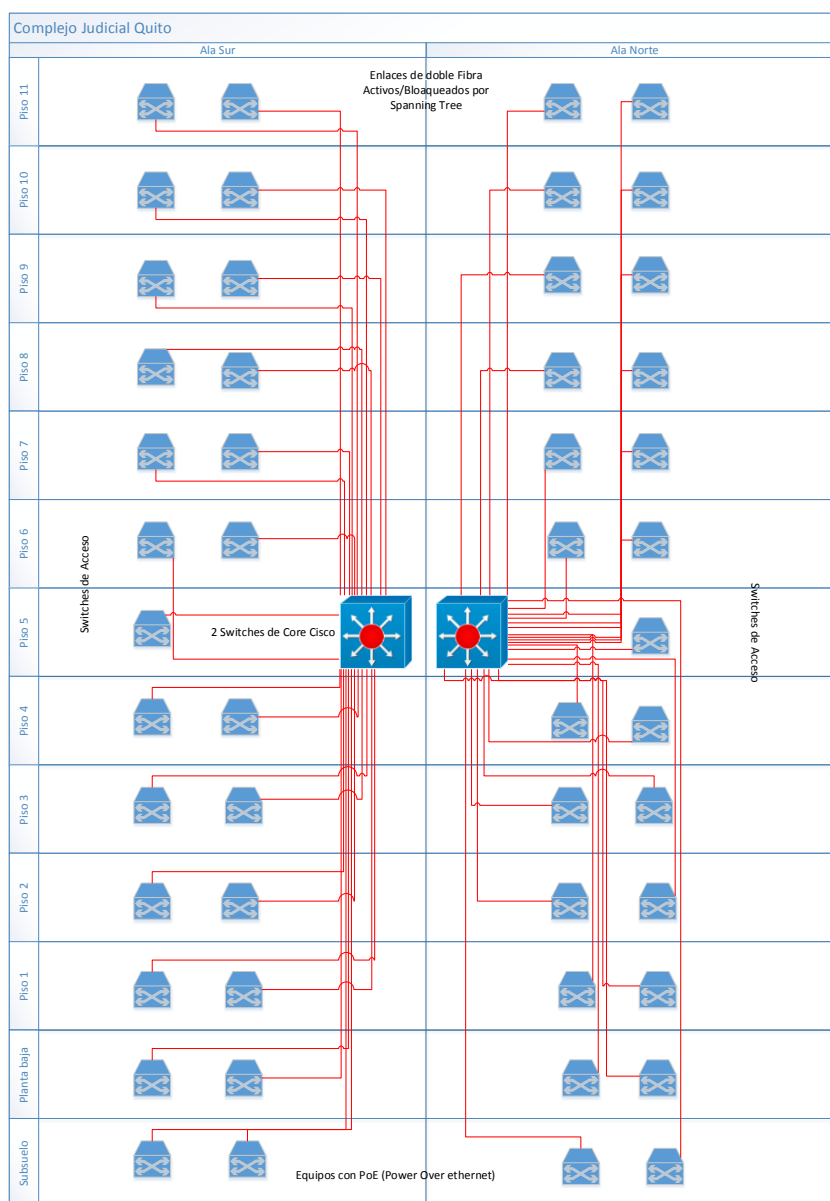 Complejo Judicial Quito
Ala Sur
Ala Norte
Piso 11
Enlaces de doble Fibra
Activos/Bloaqueados por
Spanning Tree
Piso 10
Piso 9
Piso 8
Piso 7
Piso 6
Switches de Acceso
Piso 5
2 Switches de Core Cisco
Switches de Acceso
Piso 4
Piso 3
Piso 2
Piso 1
Planta baja
Subsuelo
Equipos con PoE (Power Over ethernet)